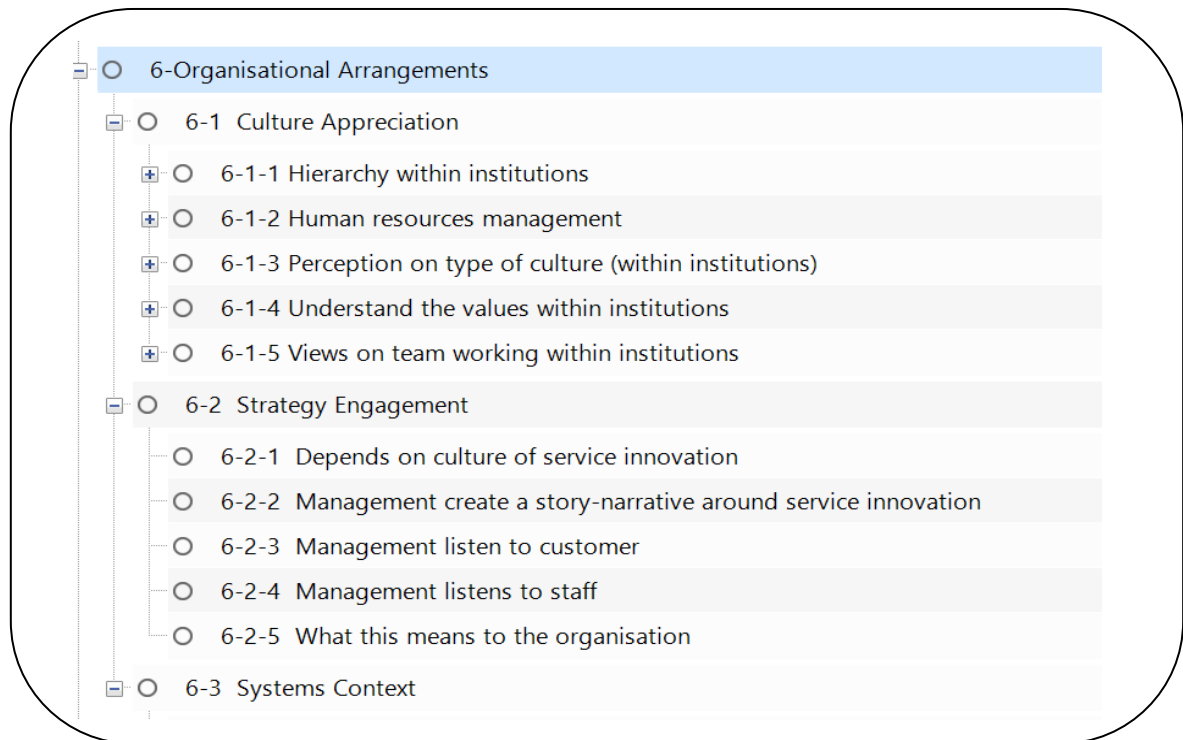 6-Organisational Arrangements
6-1 Culture Appreciation
6-1-1 Hierarchy within institutions
6-1-2 Human resources management
6-1-3 Perception on type of culture (within institutions)
6-1-4 Understand the values within institutions
6-1-5 Views on team working within institutions
6-2 Strategy Engagement
6-2-1 Depends on culture of service innovation
6-2-2 Management create a story-narrative around service innovation
6-2-3 Management listen to customer
6-2-4 Management listens to staff
6-2-5 What this means to the organisation
6-3 Systems Context